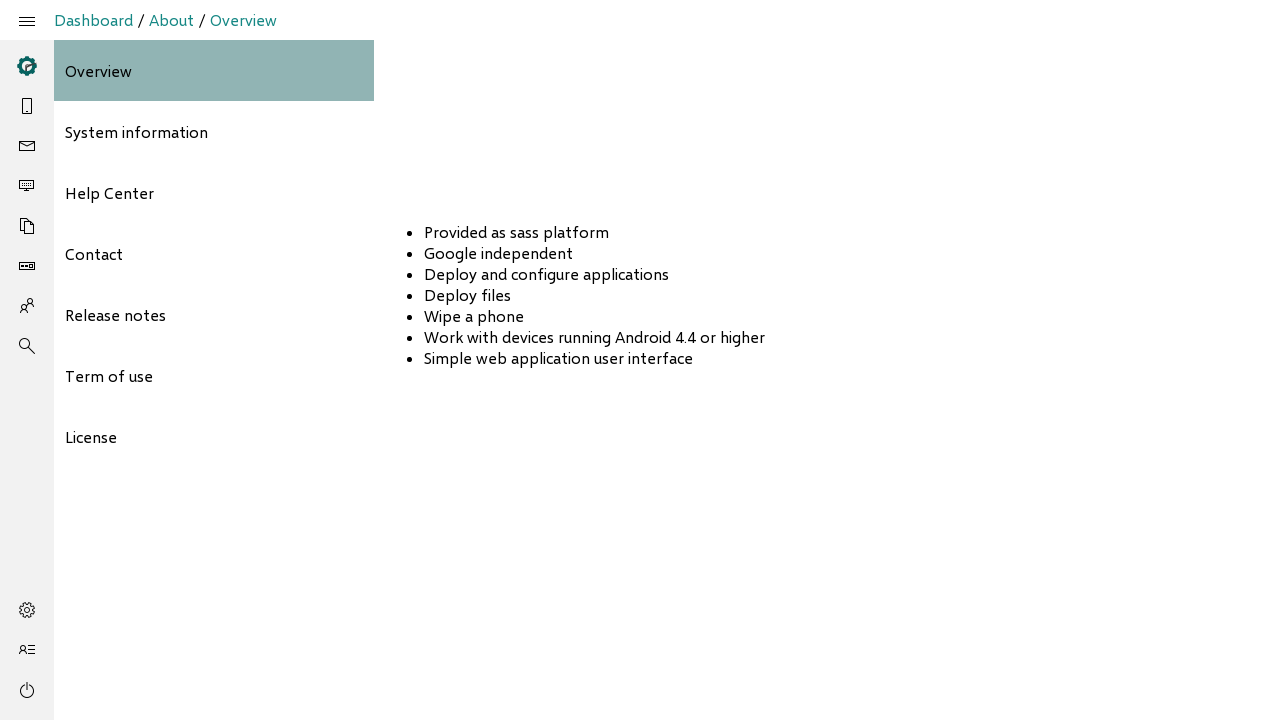 Dashboard / About / Overview
Overview
System information
Help Center
Contact
Release notes
Term of use
License
Provided as sass platform
Google independent
Deploy and configure applications
Deploy files
Wipe a phone
Work with devices running Android 4.4 or higher
Simple web application user interface